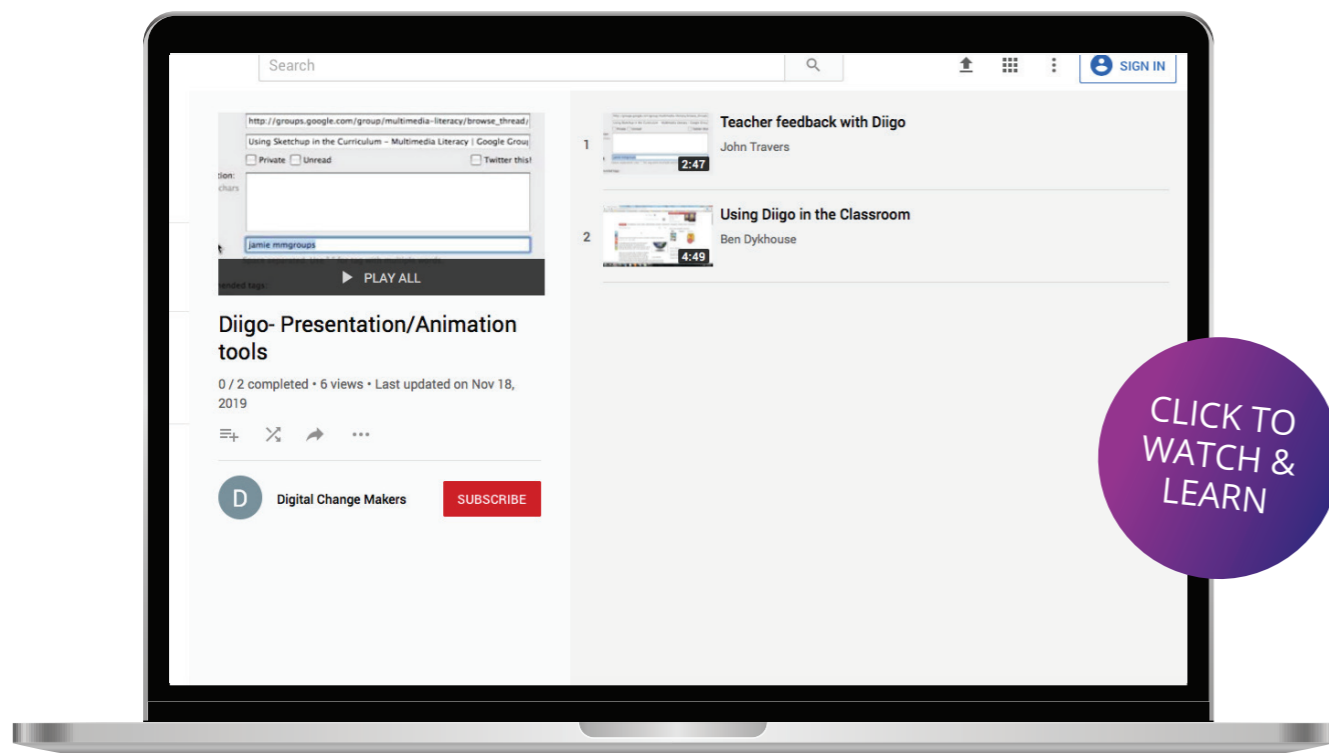 Search
SIGN IN
http://groups.google.com/group/multimedia-literacy/browse_thread/
Using Sketchup in the Curriculum – Multimedia Literacy | Google Group
Private Unread Twitter this!
tion:
chars
jamie mmgroups
PLAY ALL
Diigo- Presentation/Animation
tools
0 / 2 completed • 6 views • Last updated on Nov 18,
2019
D Digital Change Makers SUBSCRIBE
1
2:47
Teacher feedback with Diigo
John Travers
2
4:49
Using Diigo in the Classroom
Ben Dykhouse
CLICK TO
WATCH &
LEARN